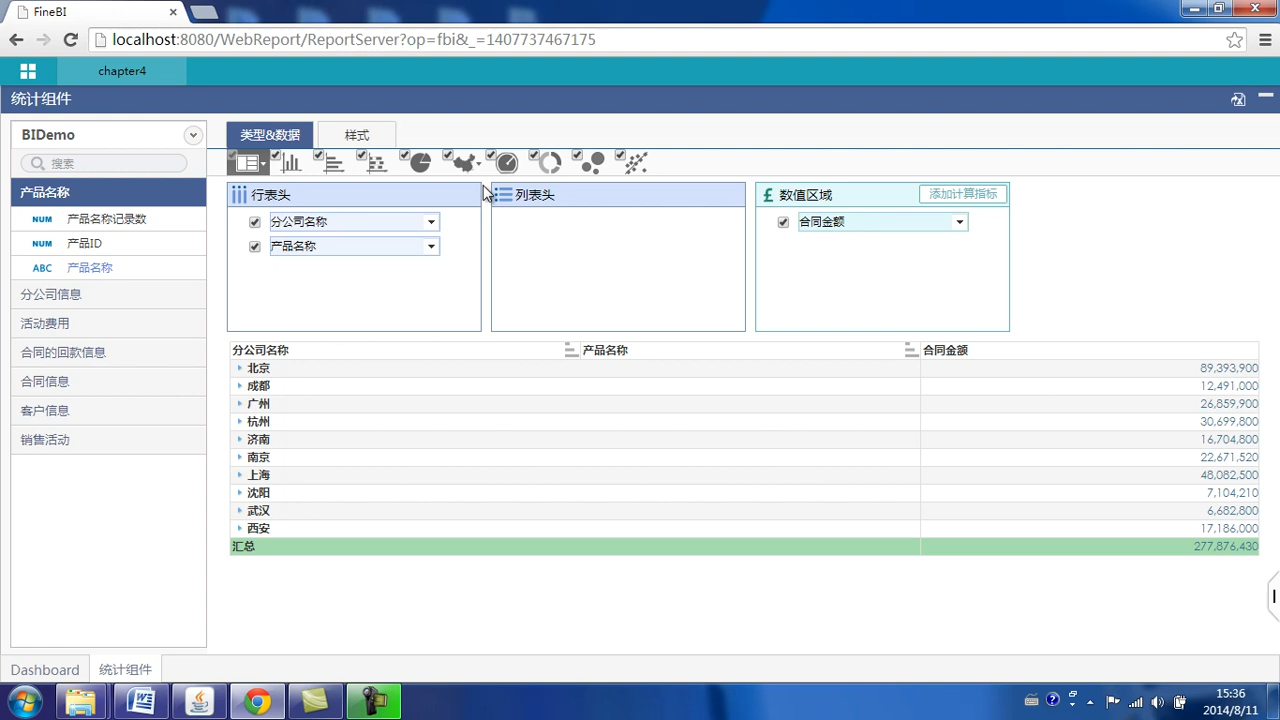 FineBI
localhost:8080/WebReport/ReportServer?op=fbi&_=1407737467175
chapter4
统计组件
BIDemo
类型&数据
样式
搜索
产品名称
行表头
列表头
£ 数值区域
添加计算指标
NUM 产品名称记录数
分公司名称
合同金额
NUM 产品ID
产品名称
ABC 产品名称
分公司信息
活动费用
合同的回款信息
合同信息
客户信息
销售活动
分公司名称 产品名称 合同金额
北京 89,393,900
成都 12,491,000
广州 26,859,900
杭州 30,699,800
济南 16,704,800
南京 22,671,520
上海 48,082,500
沈阳 7,104,210
武汉 6,682,800
西安 17,186,000
汇总 277,876,430
Dashboard
统计组件
15:36
2014/8/11